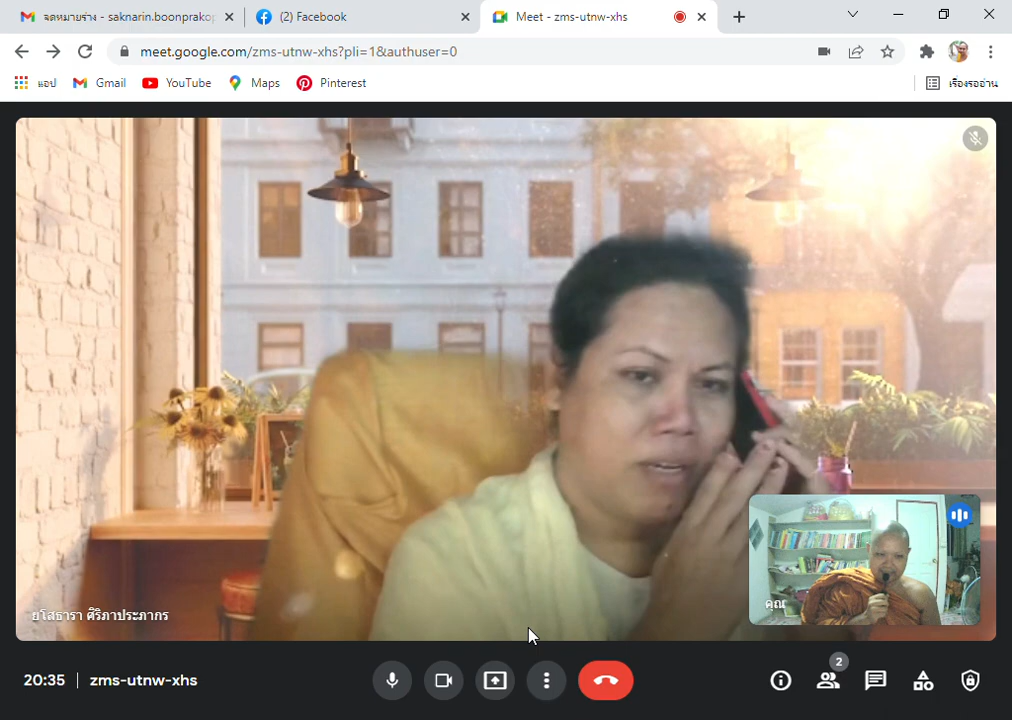 จดหมายร่าง - saknarin.boonprako
(2) Facebook
Meet - zms-utnw-xhs
meet.google.com/zms-utnw-xhs?pli=1&authuser=0
แอป
Gmail
YouTube
Maps
Pinterest
เรื่องรออ่าน
ยโสธารา ศิริภาประภากร
คุณ
20:35
zms-utnw-xhs
2